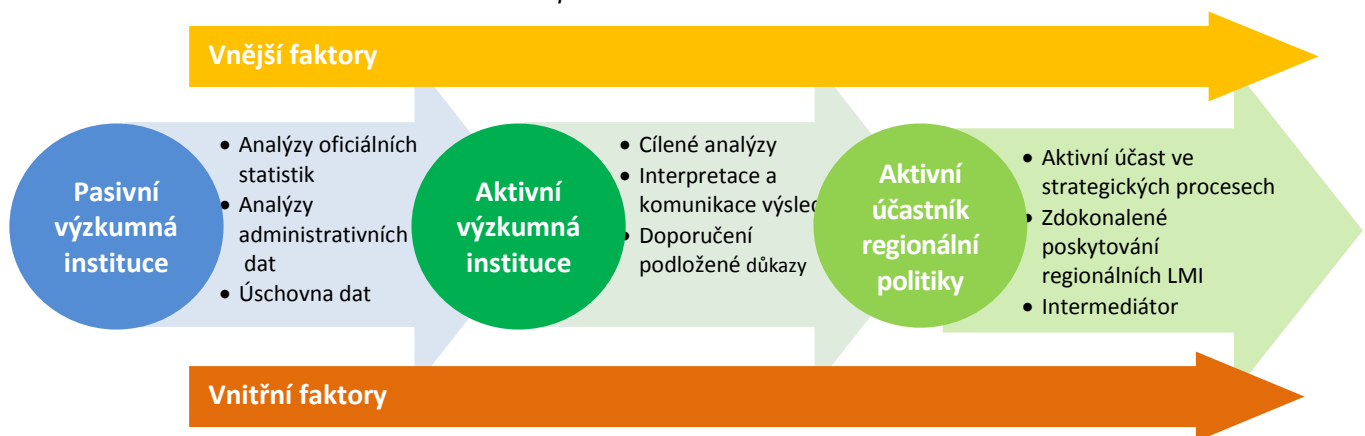 Vnější faktory
Pasivní
výzkumná
instituce
• Analýzy oficiálních
statistik
• Analýzy
administrativních
dat
• Úschovna dat
Aktivní
výzkumná
instituce
• Cílené analýzy
• Interpretace a
komunikace výsled
• Doporučení
podložené důkazy
Aktivní
účastník
regionální
politiky
• Aktivní účast ve
strategických procesech
• Zdokonalené
poskytování
regionálních LMI
• Intermediátor
Vnitřní faktory